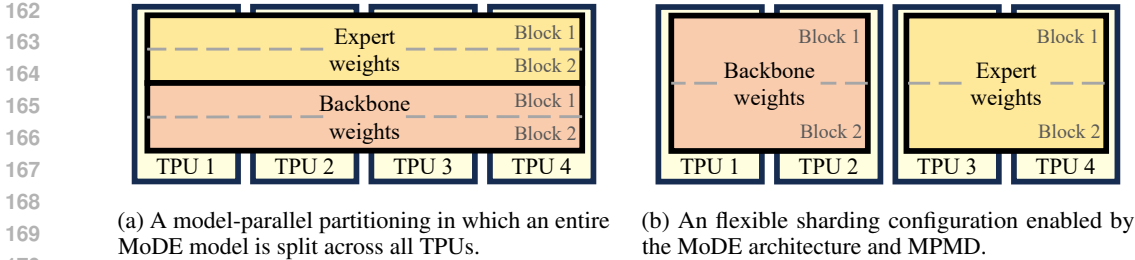 162
163
164
165
166
167
168
169
Expert
weights
Block 1
Block 2
Backbone
weights
Block 1
Block 2
TPU 1 TPU 2 TPU 3 TPU 4
Block 1
Backbone
weights
Block 2
Block 1
Expert
weights
Block 2
TPU 1 TPU 2 TPU 3 TPU 4
(a) A model-parallel partitioning in which an entire
MoDE model is split across all TPUs.
(b) An flexible sharding configuration enabled by
the MoDE architecture and MPMD.